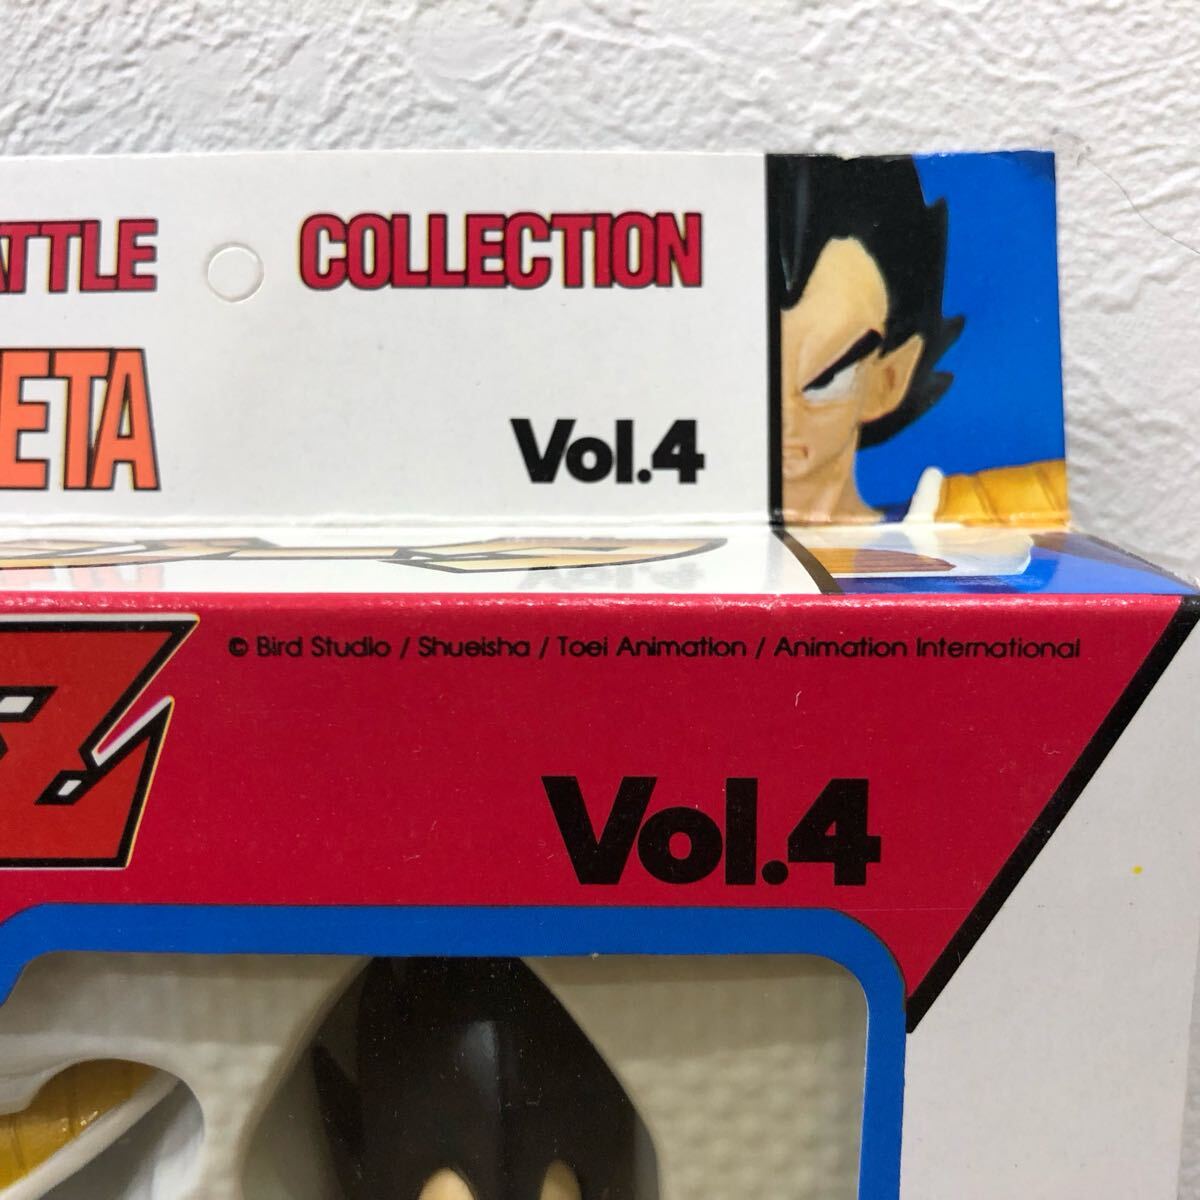 ATTLE COLLECTION
ETA
Vol.4
© Bird Studio / Shueisha / Toei Animation / Animation International
Z
Vol.4